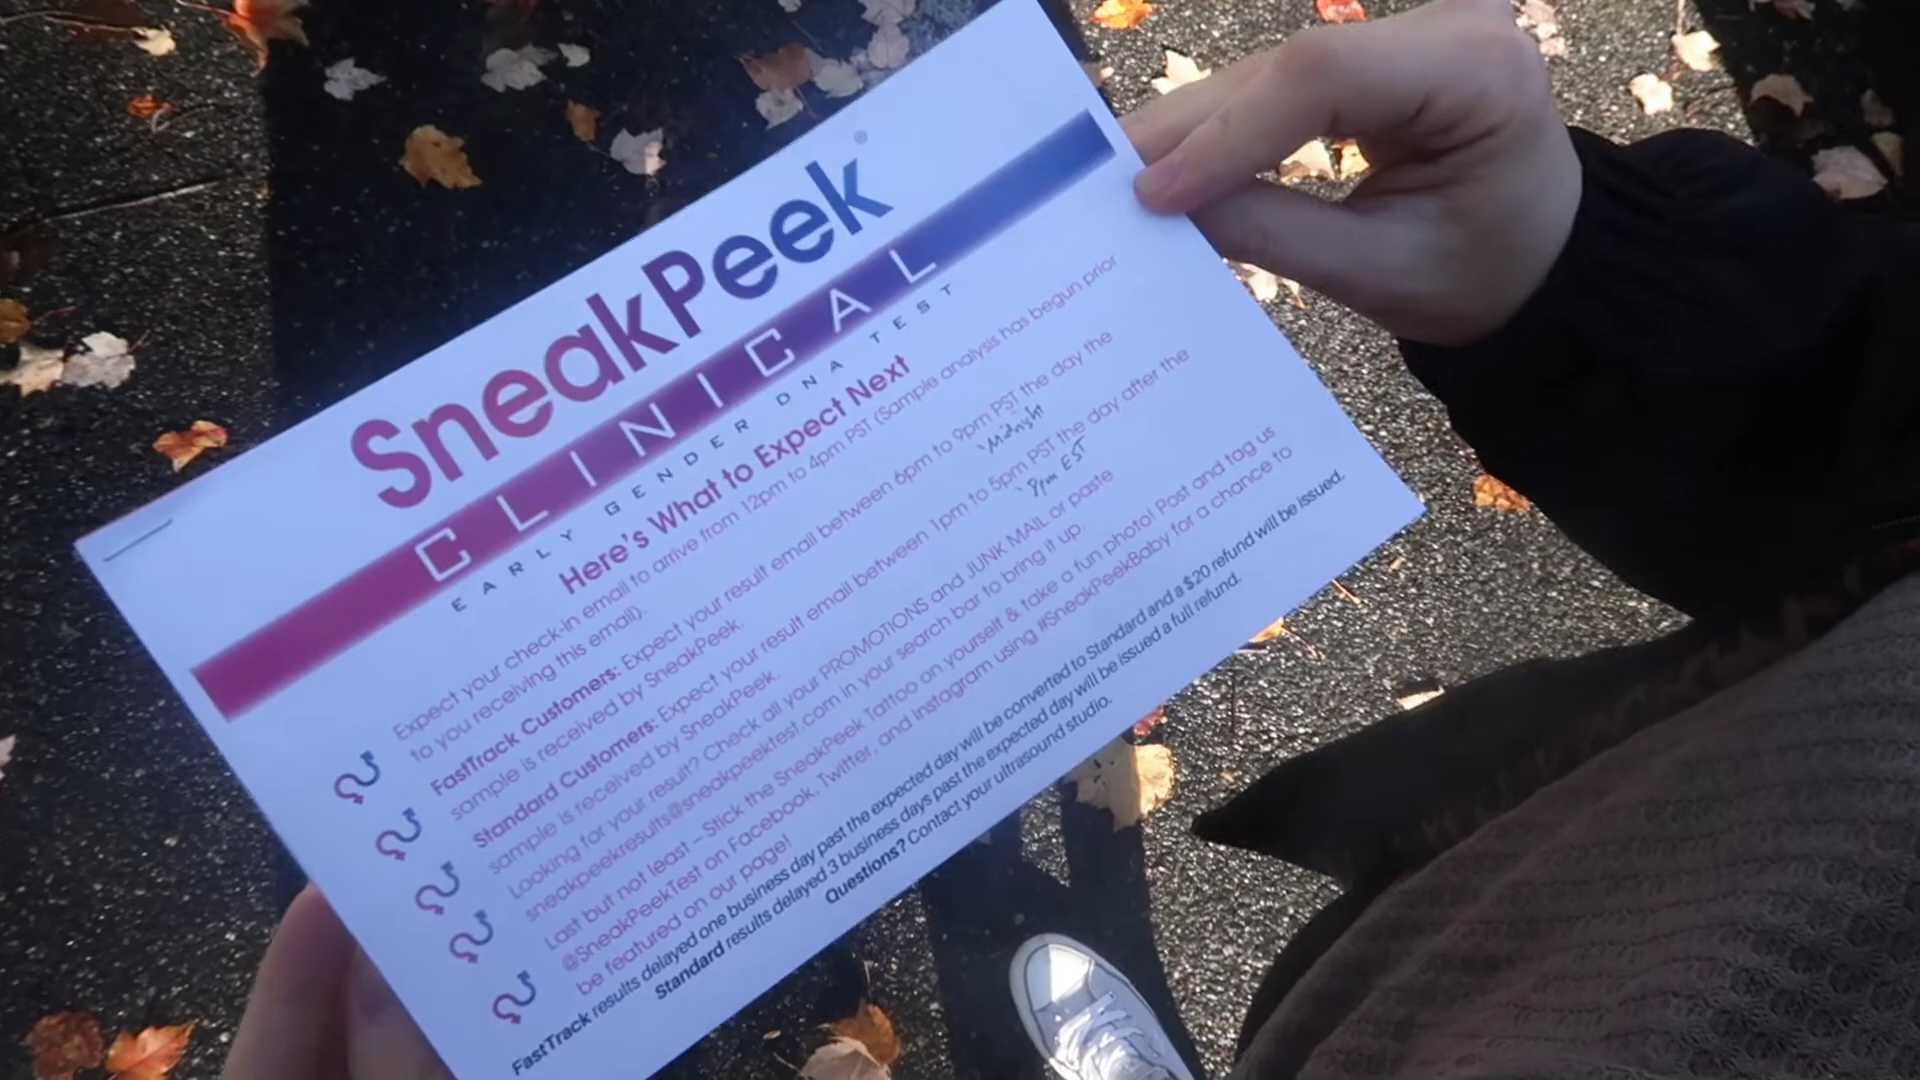 SneakPeek®
CLINICAL
EARLY GENDER DNA TEST
Here's What to Expect Next
Expect your check-in email to arrive from 12pm to 4pm PST (Sample analysis has begun prior
to you receiving this email).
FastTrack Customers: Expect your result email between 6pm to 9pm PST the day the
Midnight
sample is received by SneakPeek.
Standard Customers: Expect your result email between 1pm to 5pm PST the day after the
EST
sample is received by SneakPeek.
Looking for your result? Check all your PROMOTIONS and JUNK MAIL or paste
sneakpeekresults@sneakpeektest.com in your search bar to bring it up.
Last but not least – Stick the SneakPeek Tattoo on yourself & take a fun photo! Post and tag us
@SneakPeekTest on Facebook, Twitter, and Instagram using #SneakPeekBaby for a chance to
be featured on our page!
FastTrack results delayed one business day past the expected day will be converted to Standard and a $20 refund will be issued.
Standard results delayed 3 business days past the expected day will be issued a full refund.
Questions? Contact your ultrasound studio.